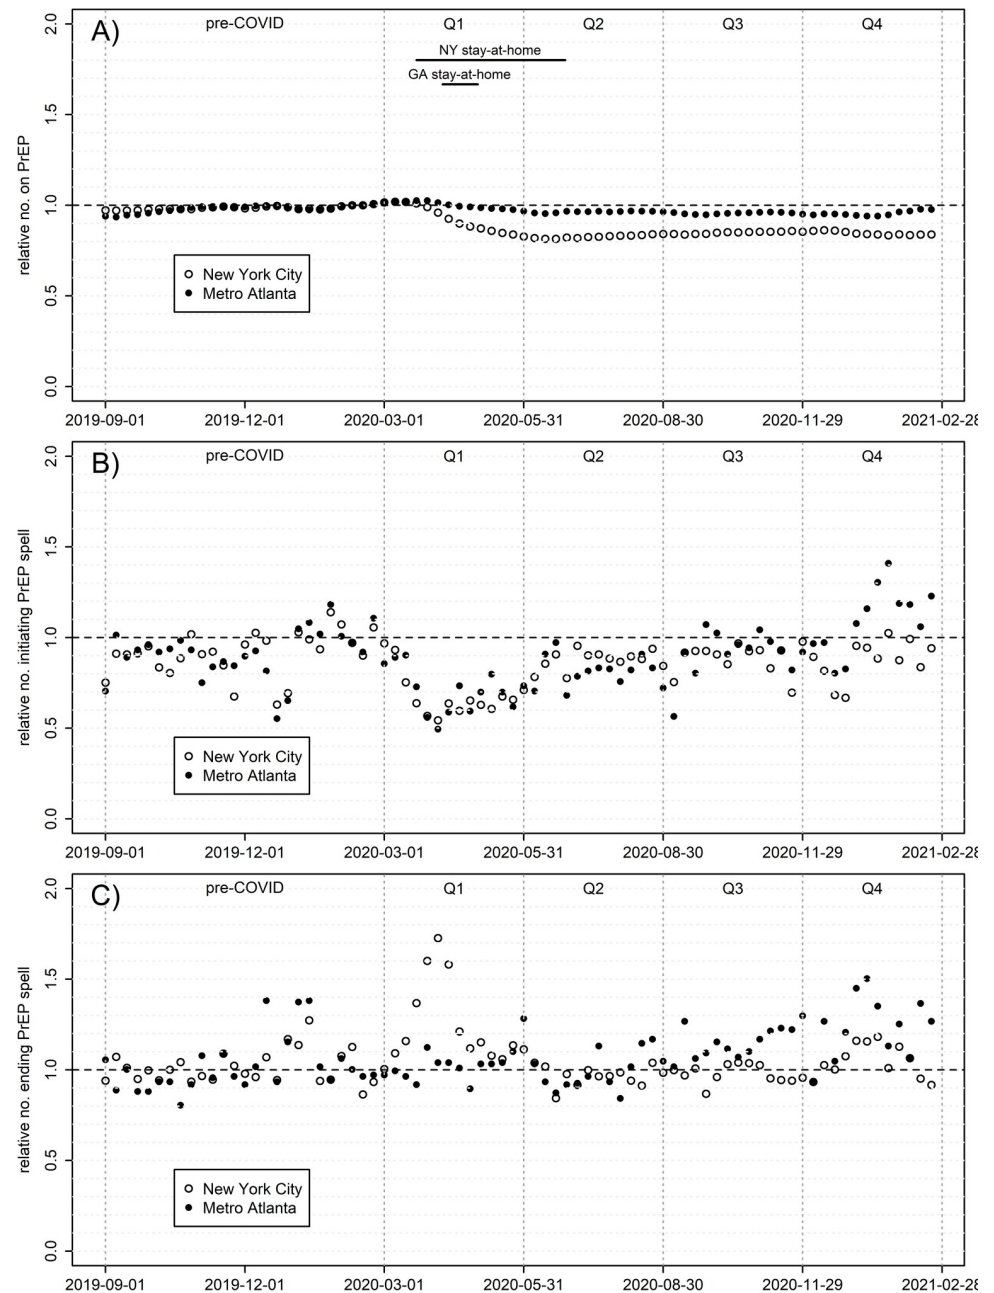 A)
pre-COVID Q1 Q2 Q3 Q4
NY stay-at-home
GA stay-at-home
relative no. on PrEP
2.0
1.5
1.0
0.5
0.0
New York City
Metro Atlanta
2019-09-01 2019-12-01 2020-03-01 2020-05-31 2020-08-30 2020-11-29 2021-02-28
B)
pre-COVID Q1 Q2 Q3 Q4
relative no. initiating PrEP spell
2.0
1.5
1.0
0.5
0.0
New York City
Metro Atlanta
2019-09-01 2019-12-01 2020-03-01 2020-05-31 2020-08-30 2020-11-29 2021-02-28
C)
pre-COVID Q1 Q2 Q3 Q4
relative no. ending PrEP spell
2.0
1.5
1.0
0.5
0.0
New York City
Metro Atlanta
2019-09-01 2019-12-01 2020-03-01 2020-05-31 2020-08-30 2020-11-29 2021-02-28